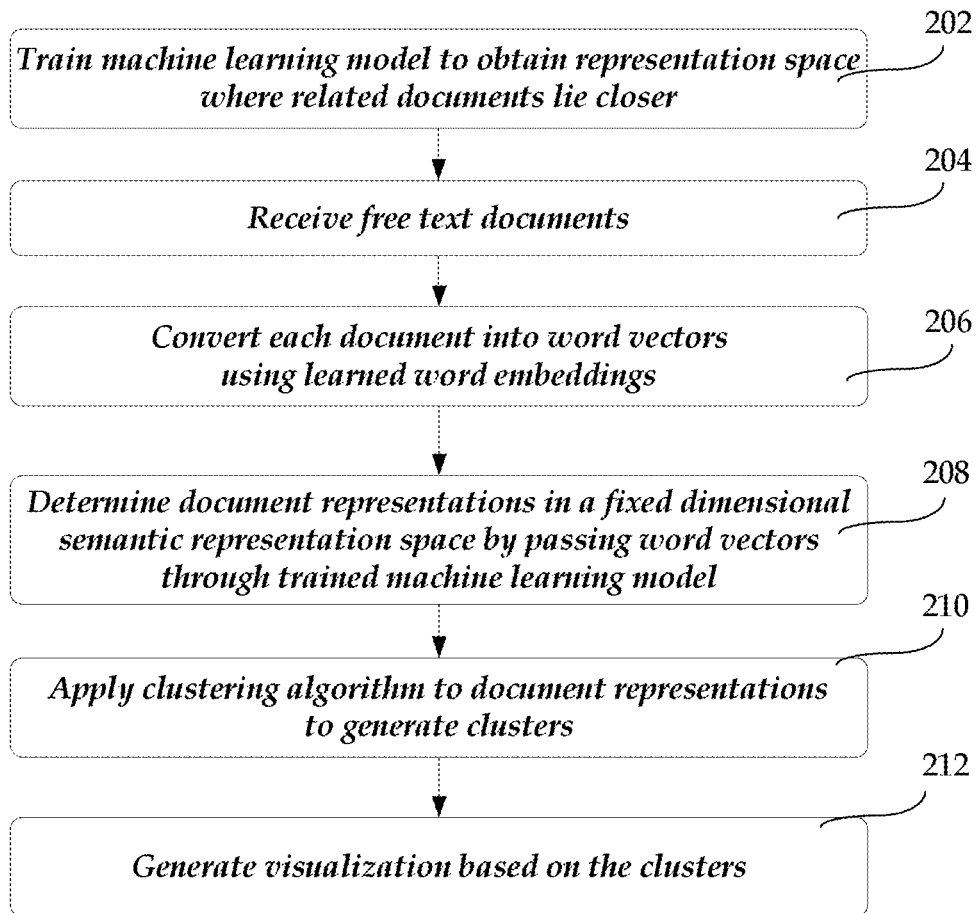 202
Train machine learning model to obtain representation space
where related documents lie closer
204
Receive free text documents
206
Convert each document into word vectors
using learned word embeddings
208
Determine document representations in a fixed dimensional
semantic representation space by passing word vectors
through trained machine learning model
210
Apply clustering algorithm to document representations
to generate clusters
212
Generate visualization based on the clusters